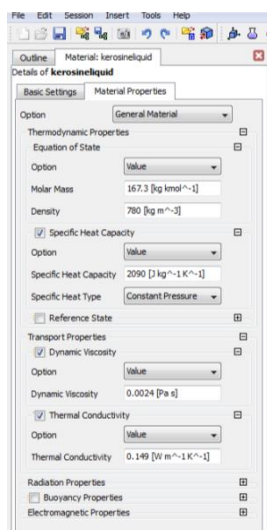 File Edit Session Insert Tools Help
Outline Material: kerosineliquid
Details of kerosineliquid
Basic Settings Material Properties
Option General Material
Thermodynamic Properties
Equation of State
Option Value
Molar Mass 167.3 [kg kmol^-1]
Density 780 [kg m^-3]
Specific Heat Capacity
Option Value
Specific Heat Capacity 2090 [J kg^-1 K^-1]
Specific Heat Type Constant Pressure
Reference State
Transport Properties
Dynamic Viscosity
Option Value
Dynamic Viscosity 0.0024 [Pa s]
Thermal Conductivity
Option Value
Thermal Conductivity 0.149 [W m^-1 K^-1]
Radiation Properties
Buoyancy Properties
Electromagnetic Properties